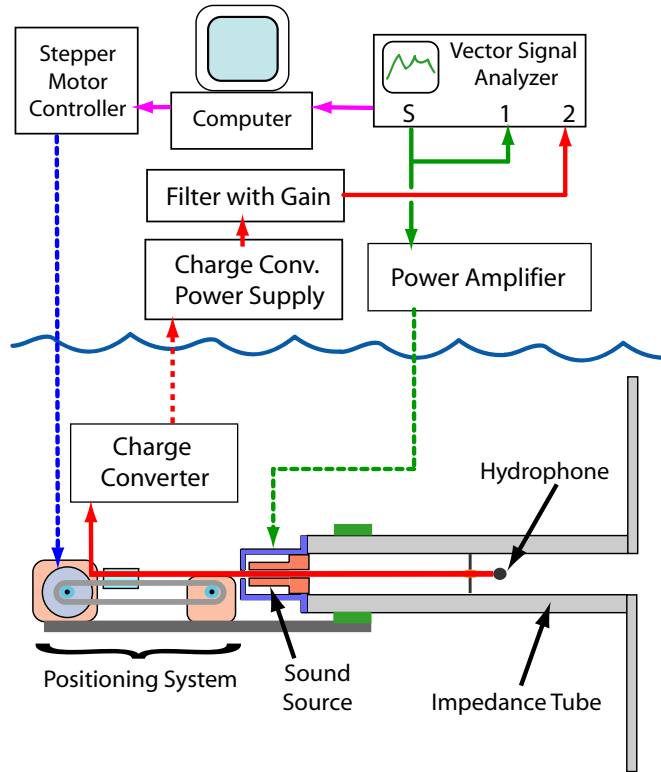 Stepper
Motor
Controller
Computer
Vector Signal
Analyzer
S 1 2
Filter with Gain
Charge Conv.
Power Supply
Power Amplifier
Charge
Converter
Hydrophone
Positioning System
Sound
Source
Impedance Tube